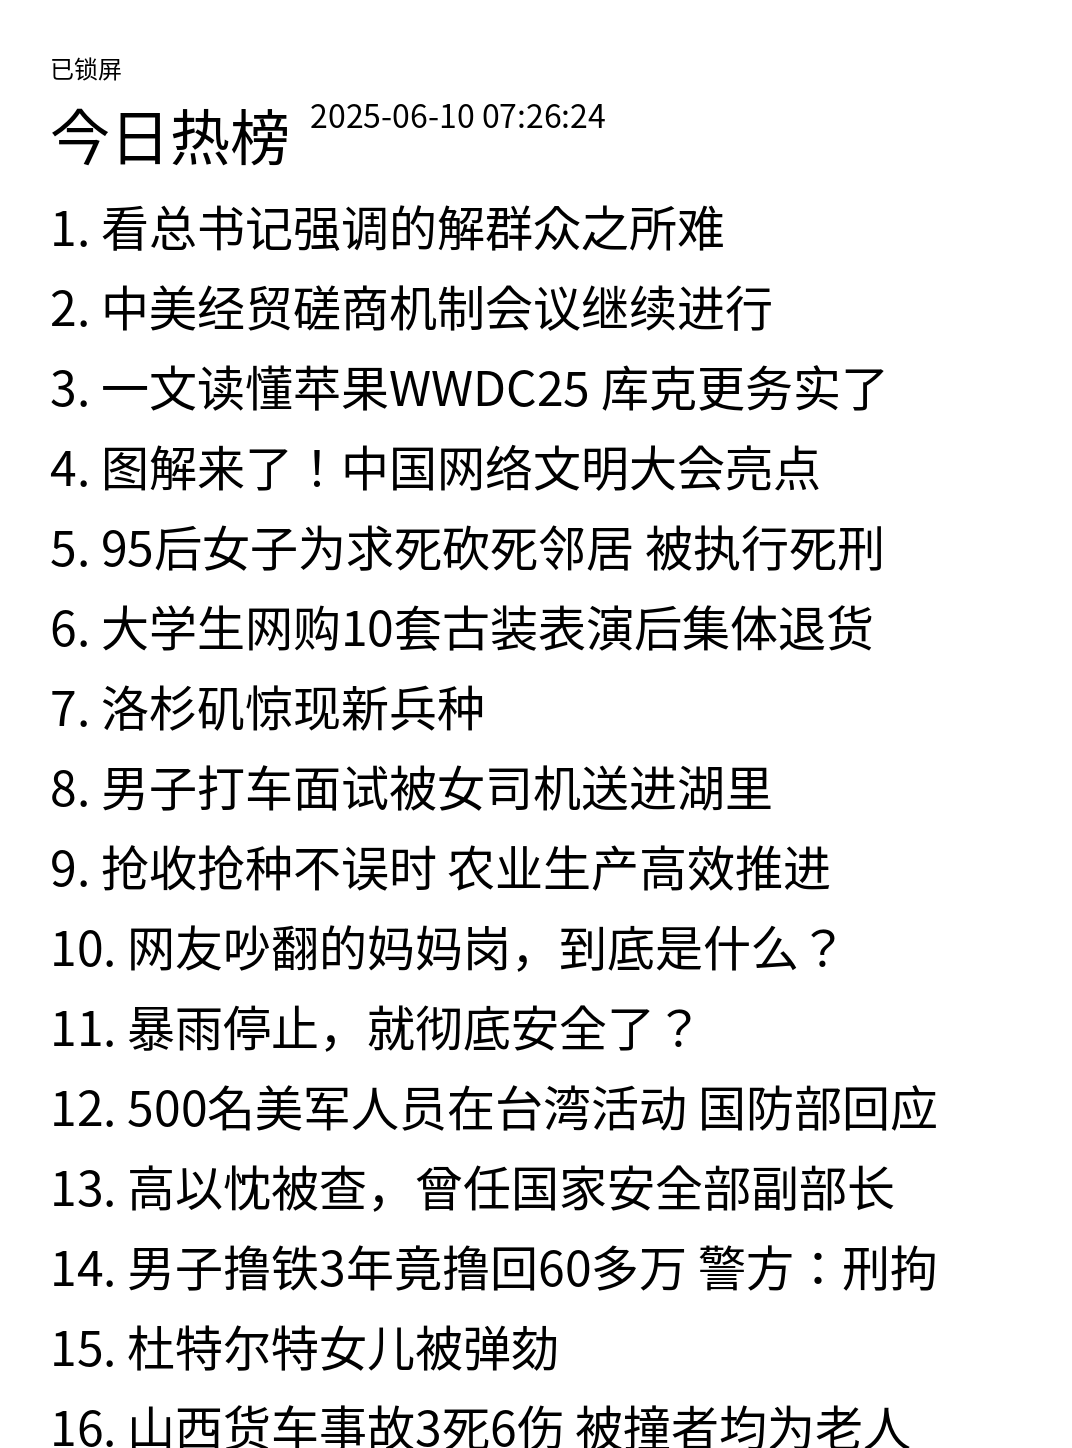 已锁屏
今日热榜 2025-06-10 07:26:24
1. 看总书记强调的解群众之所难
2. 中美经贸磋商机制会议继续进行
3. 一文读懂苹果WWDC25 库克更务实了
4. 图解来了！中国网络文明大会亮点
5. 95后女子为求死砍死邻居 被执行死刑
6. 大学生网购10套古装表演后集体退货
7. 洛杉矶惊现新兵种
8. 男子打车面试被女司机送进湖里
9. 抢收抢种不误时 农业生产高效推进
10. 网友吵翻的妈妈岗，到底是什么？
11. 暴雨停止，就彻底安全了？
12. 500名美军人员在台湾活动 国防部回应
13. 高以忱被查，曾任国家安全部副部长
14. 男子撸铁3年竟撸回60多万 警方：刑拘
15. 杜特尔特女儿被弹劾
16. 山西货车事故3死6伤 被撞者均为老人